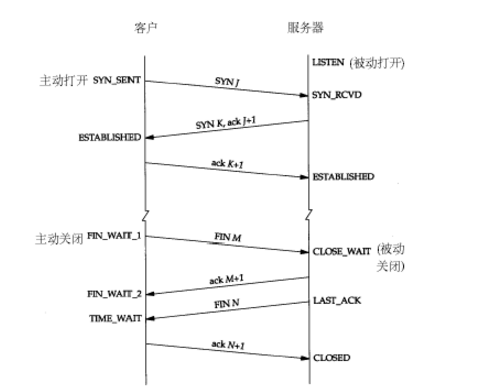 客户 服务器
LISTEN (被动打开)
主动打开 SYN_SENT
SYN J
SYN_RCVD
SYN K, ack J+1
ESTABLISHED
ack K+1
ESTABLISHED
主动关闭 FIN_WAIT_1
FIN M
CLOSE_WAIT (被动
关闭)
ack M+1
FIN_WAIT_2
FIN N
LAST_ACK
TIME_WAIT
ack N+1
CLOSED